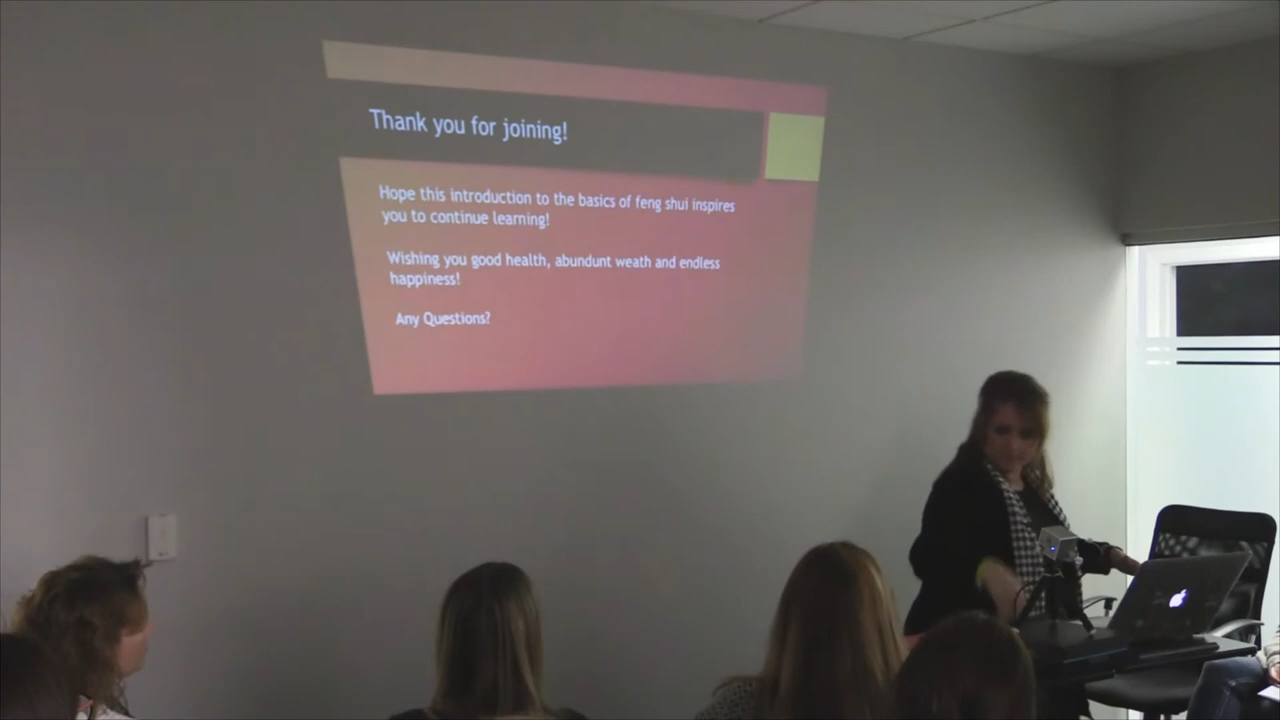 Thank you for joining!
Hope this introduction to the basics of feng shui inspires
you to continue learning!
Wishing you good health, abundunt weath and endless
happiness!
Any Questions?